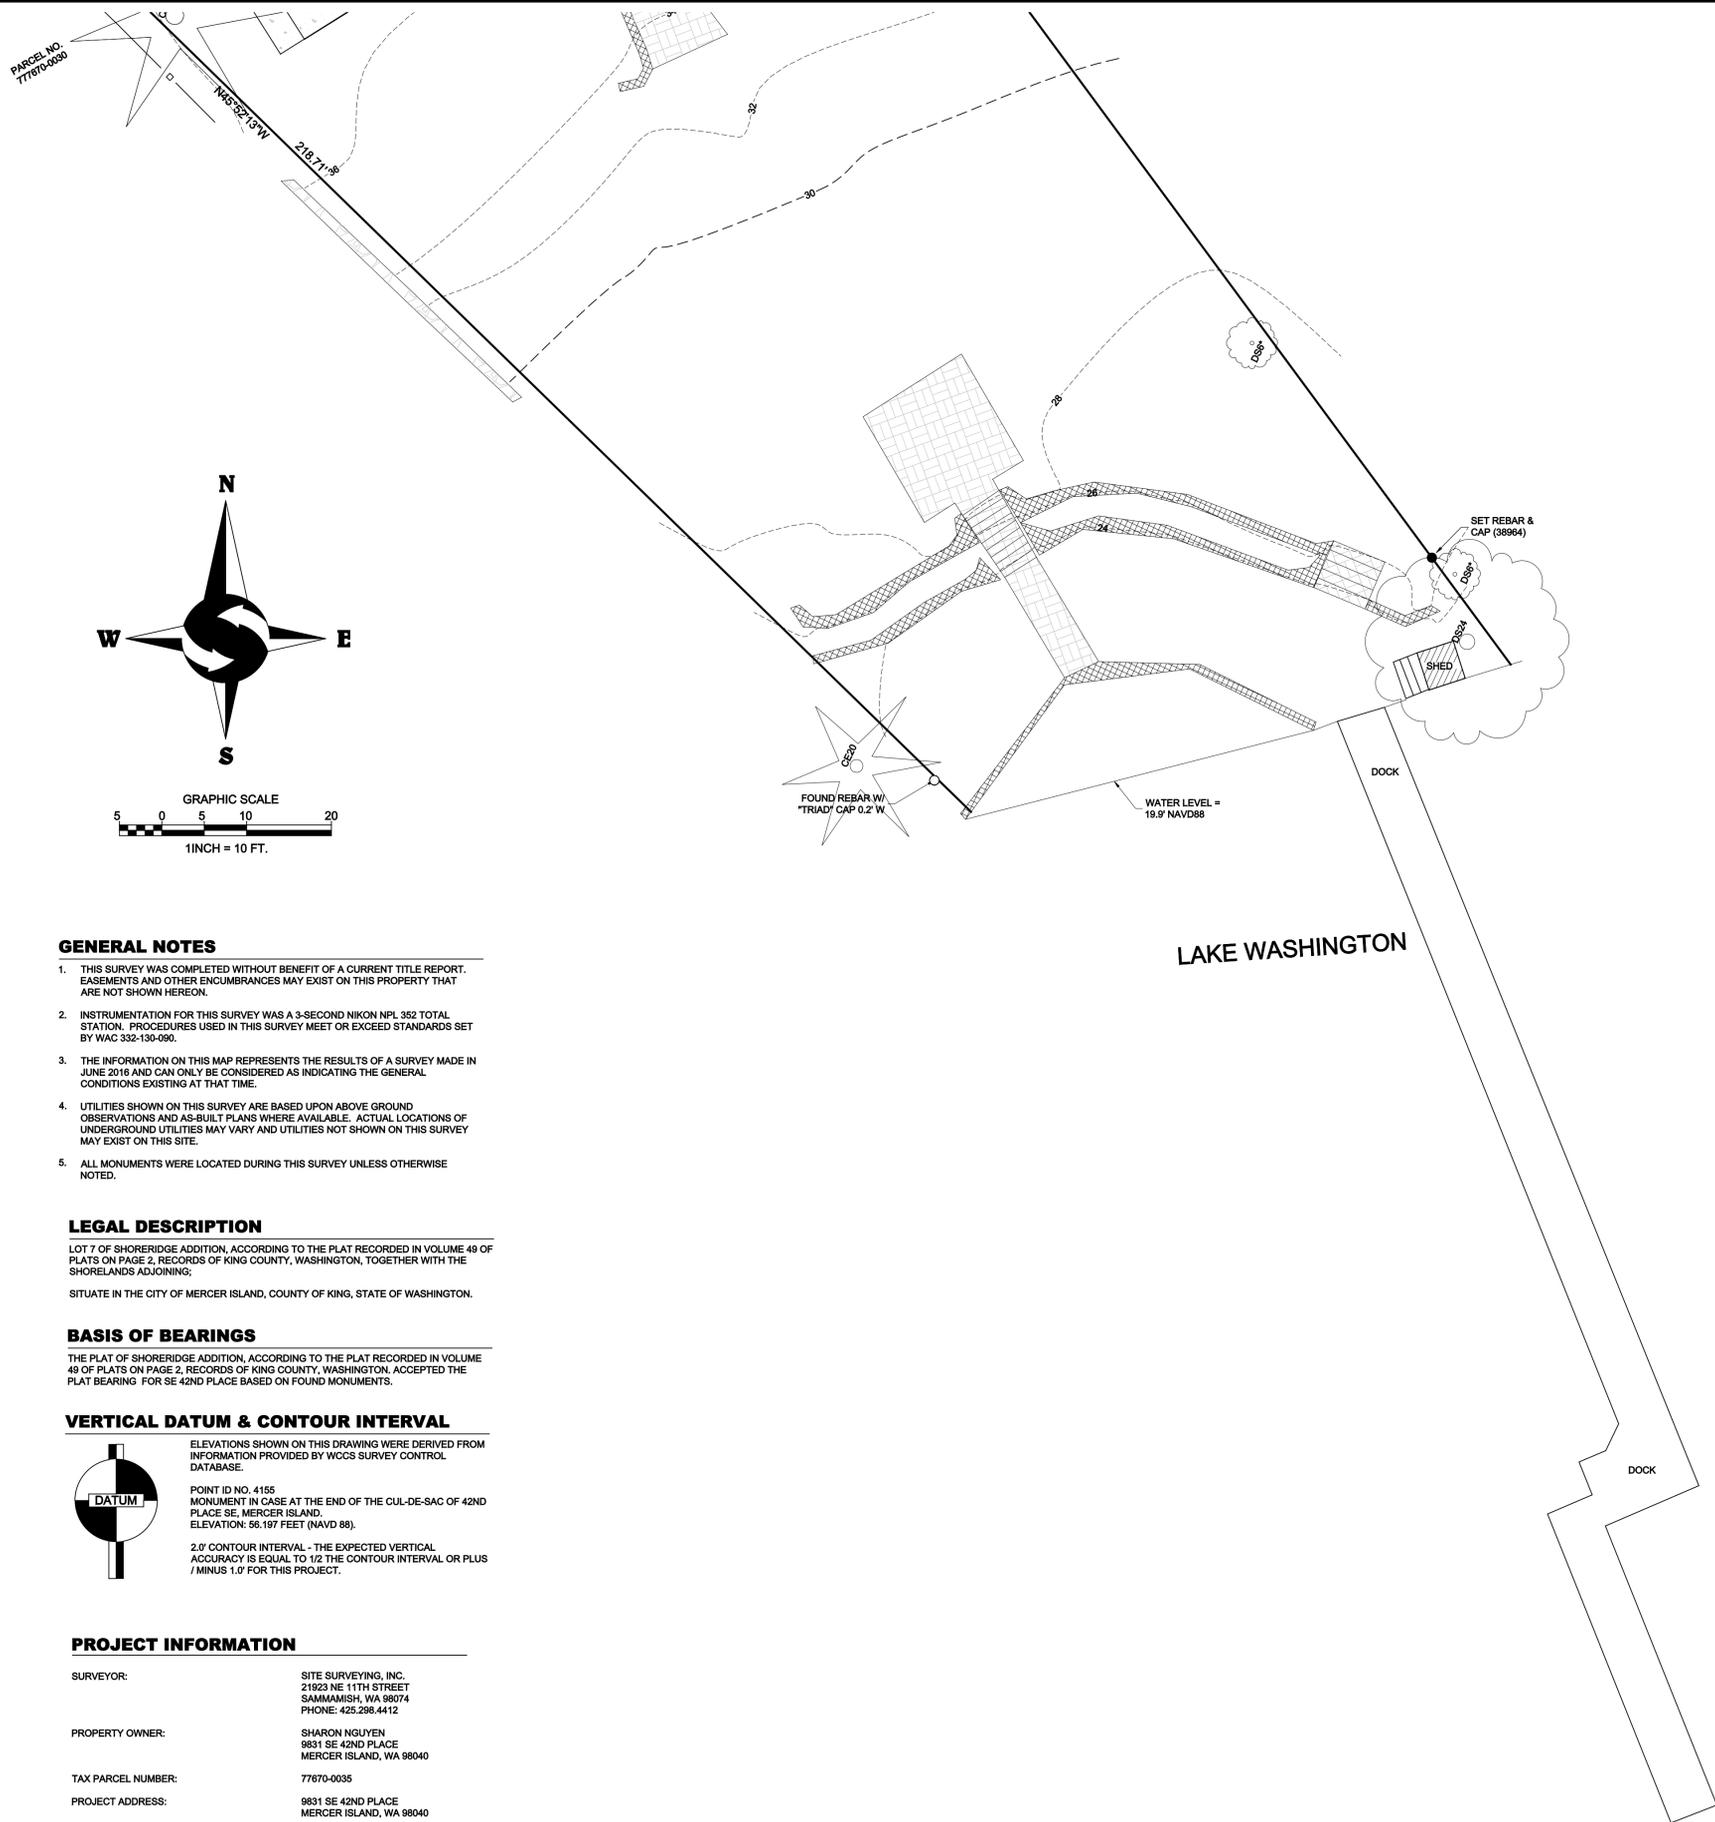 PARCEL NO.
777670-0030
N45°52'13"W
218.71'
36
32
30
28
26
24
DS6"
SET REBAR &
CAP (38964)
DS6"
DS24
SHED
DOCK
CE20
FOUND REBAR W/
"TRIAD" CAP 0.2' W
WATER LEVEL =
19.9' NAVD88
LAKE WASHINGTON
DOCK
N
W
E
S
GRAPHIC SCALE
5 0 5 10 20
1INCH = 10 FT.
GENERAL NOTES
1. THIS SURVEY WAS COMPLETED WITHOUT BENEFIT OF A CURRENT TITLE REPORT.
EASEMENTS AND OTHER ENCUMBRANCES MAY EXIST ON THIS PROPERTY THAT
ARE NOT SHOWN HEREON.
2. INSTRUMENTATION FOR THIS SURVEY WAS A 3-SECOND NIKON NPL 352 TOTAL
STATION. PROCEDURES USED IN THIS SURVEY MEET OR EXCEED STANDARDS SET
BY WAC 332-130-090.
3. THE INFORMATION ON THIS MAP REPRESENTS THE RESULTS OF A SURVEY MADE IN
JUNE 2016 AND CAN ONLY BE CONSIDERED AS INDICATING THE GENERAL
CONDITIONS EXISTING AT THAT TIME.
4. UTILITIES SHOWN ON THIS SURVEY ARE BASED UPON ABOVE GROUND
OBSERVATIONS AND AS-BUILT PLANS WHERE AVAILABLE. ACTUAL LOCATIONS OF
UNDERGROUND UTILITIES MAY VARY AND UTILITIES NOT SHOWN ON THIS SURVEY
MAY EXIST ON THIS SITE.
5. ALL MONUMENTS WERE LOCATED DURING THIS SURVEY UNLESS OTHERWISE
NOTED.
LEGAL DESCRIPTION
LOT 7 OF SHORERIDGE ADDITION, ACCORDING TO THE PLAT RECORDED IN VOLUME 49 OF
PLATS ON PAGE 2, RECORDS OF KING COUNTY, WASHINGTON, TOGETHER WITH THE
SHORELANDS ADJOINING;
SITUATE IN THE CITY OF MERCER ISLAND, COUNTY OF KING, STATE OF WASHINGTON.
BASIS OF BEARINGS
THE PLAT OF SHORERIDGE ADDITION, ACCORDING TO THE PLAT RECORDED IN VOLUME
49 OF PLATS ON PAGE 2, RECORDS OF KING COUNTY, WASHINGTON. ACCEPTED THE
PLAT BEARING FOR SE 42ND PLACE BASED ON FOUND MONUMENTS.
VERTICAL DATUM & CONTOUR INTERVAL
DATUM
ELEVATIONS SHOWN ON THIS DRAWING WERE DERIVED FROM
INFORMATION PROVIDED BY WCCS SURVEY CONTROL
DATABASE.
POINT ID NO. 4155
MONUMENT IN CASE AT THE END OF THE CUL-DE-SAC OF 42ND
PLACE SE, MERCER ISLAND.
ELEVATION: 56.197 FEET (NAVD 88).
2.0' CONTOUR INTERVAL - THE EXPECTED VERTICAL
ACCURACY IS EQUAL TO 1/2 THE CONTOUR INTERVAL OR PLUS
/ MINUS 1.0' FOR THIS PROJECT.
PROJECT INFORMATION
SURVEYOR: SITE SURVEYING, INC.
21923 NE 11TH STREET
SAMMAMISH, WA 98074
PHONE: 425.298.4412
PROPERTY OWNER: SHARON NGUYEN
9831 SE 42ND PLACE
MERCER ISLAND, WA 98040
TAX PARCEL NUMBER: 77670-0035
PROJECT ADDRESS: 9831 SE 42ND PLACE
MERCER ISLAND, WA 98040